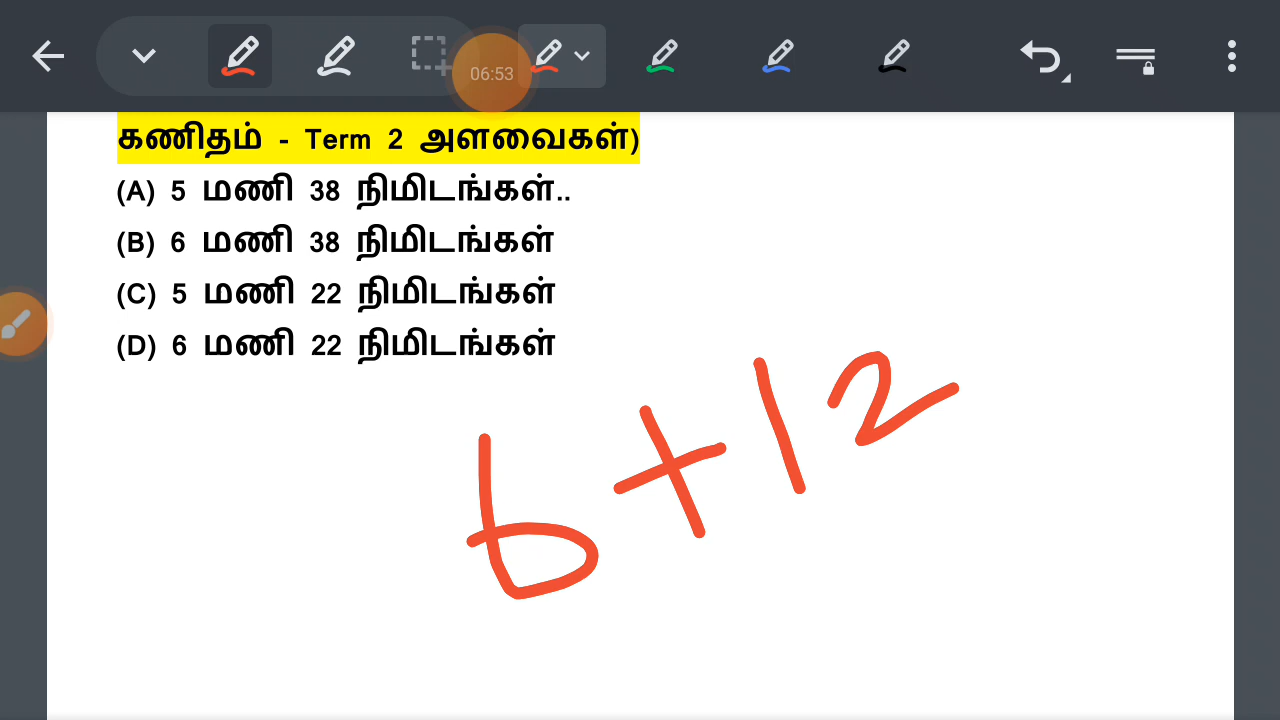 06:53
கணிதம் - Term 2 அளவைகள்)
(A) 5 மணி 38 நிமிடங்கள்..
(B) 6 மணி 38 நிமிடங்கள்
(C) 5 மணி 22 நிமிடங்கள்
(D) 6 மணி 22 நிமிடங்கள்
6+12